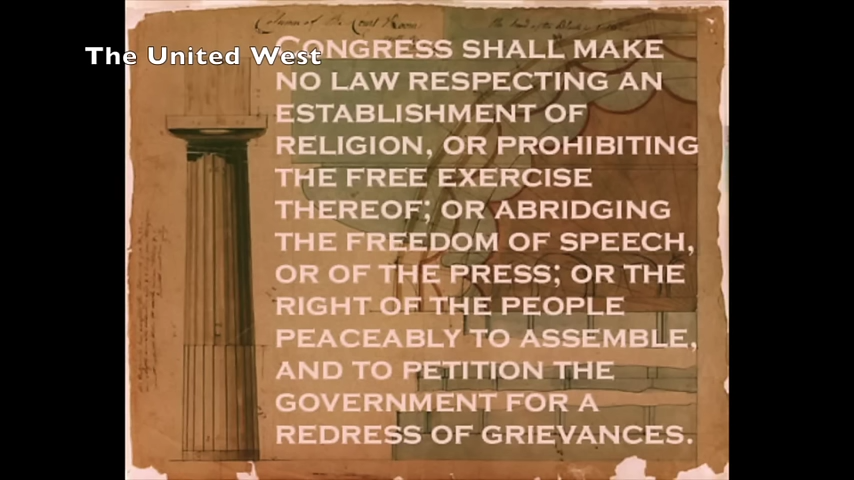 The United West
CONGRESS SHALL MAKE
NO LAW RESPECTING AN
ESTABLISHMENT OF
RELIGION, OR PROHIBITING
THE FREE EXERCISE
THEREOF; OR ABRIDGING
THE FREEDOM OF SPEECH,
OR OF THE PRESS; OR THE
RIGHT OF THE PEOPLE
PEACEABLY TO ASSEMBLE,
AND TO PETITION THE
GOVERNMENT FOR A
REDRESS OF GRIEVANCES.